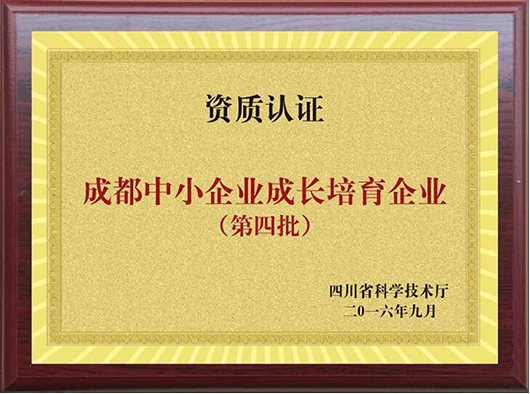 资质认证
成都中小企业成长培育企业
（第四批）
四川省科学技术厅
二0一六年九月